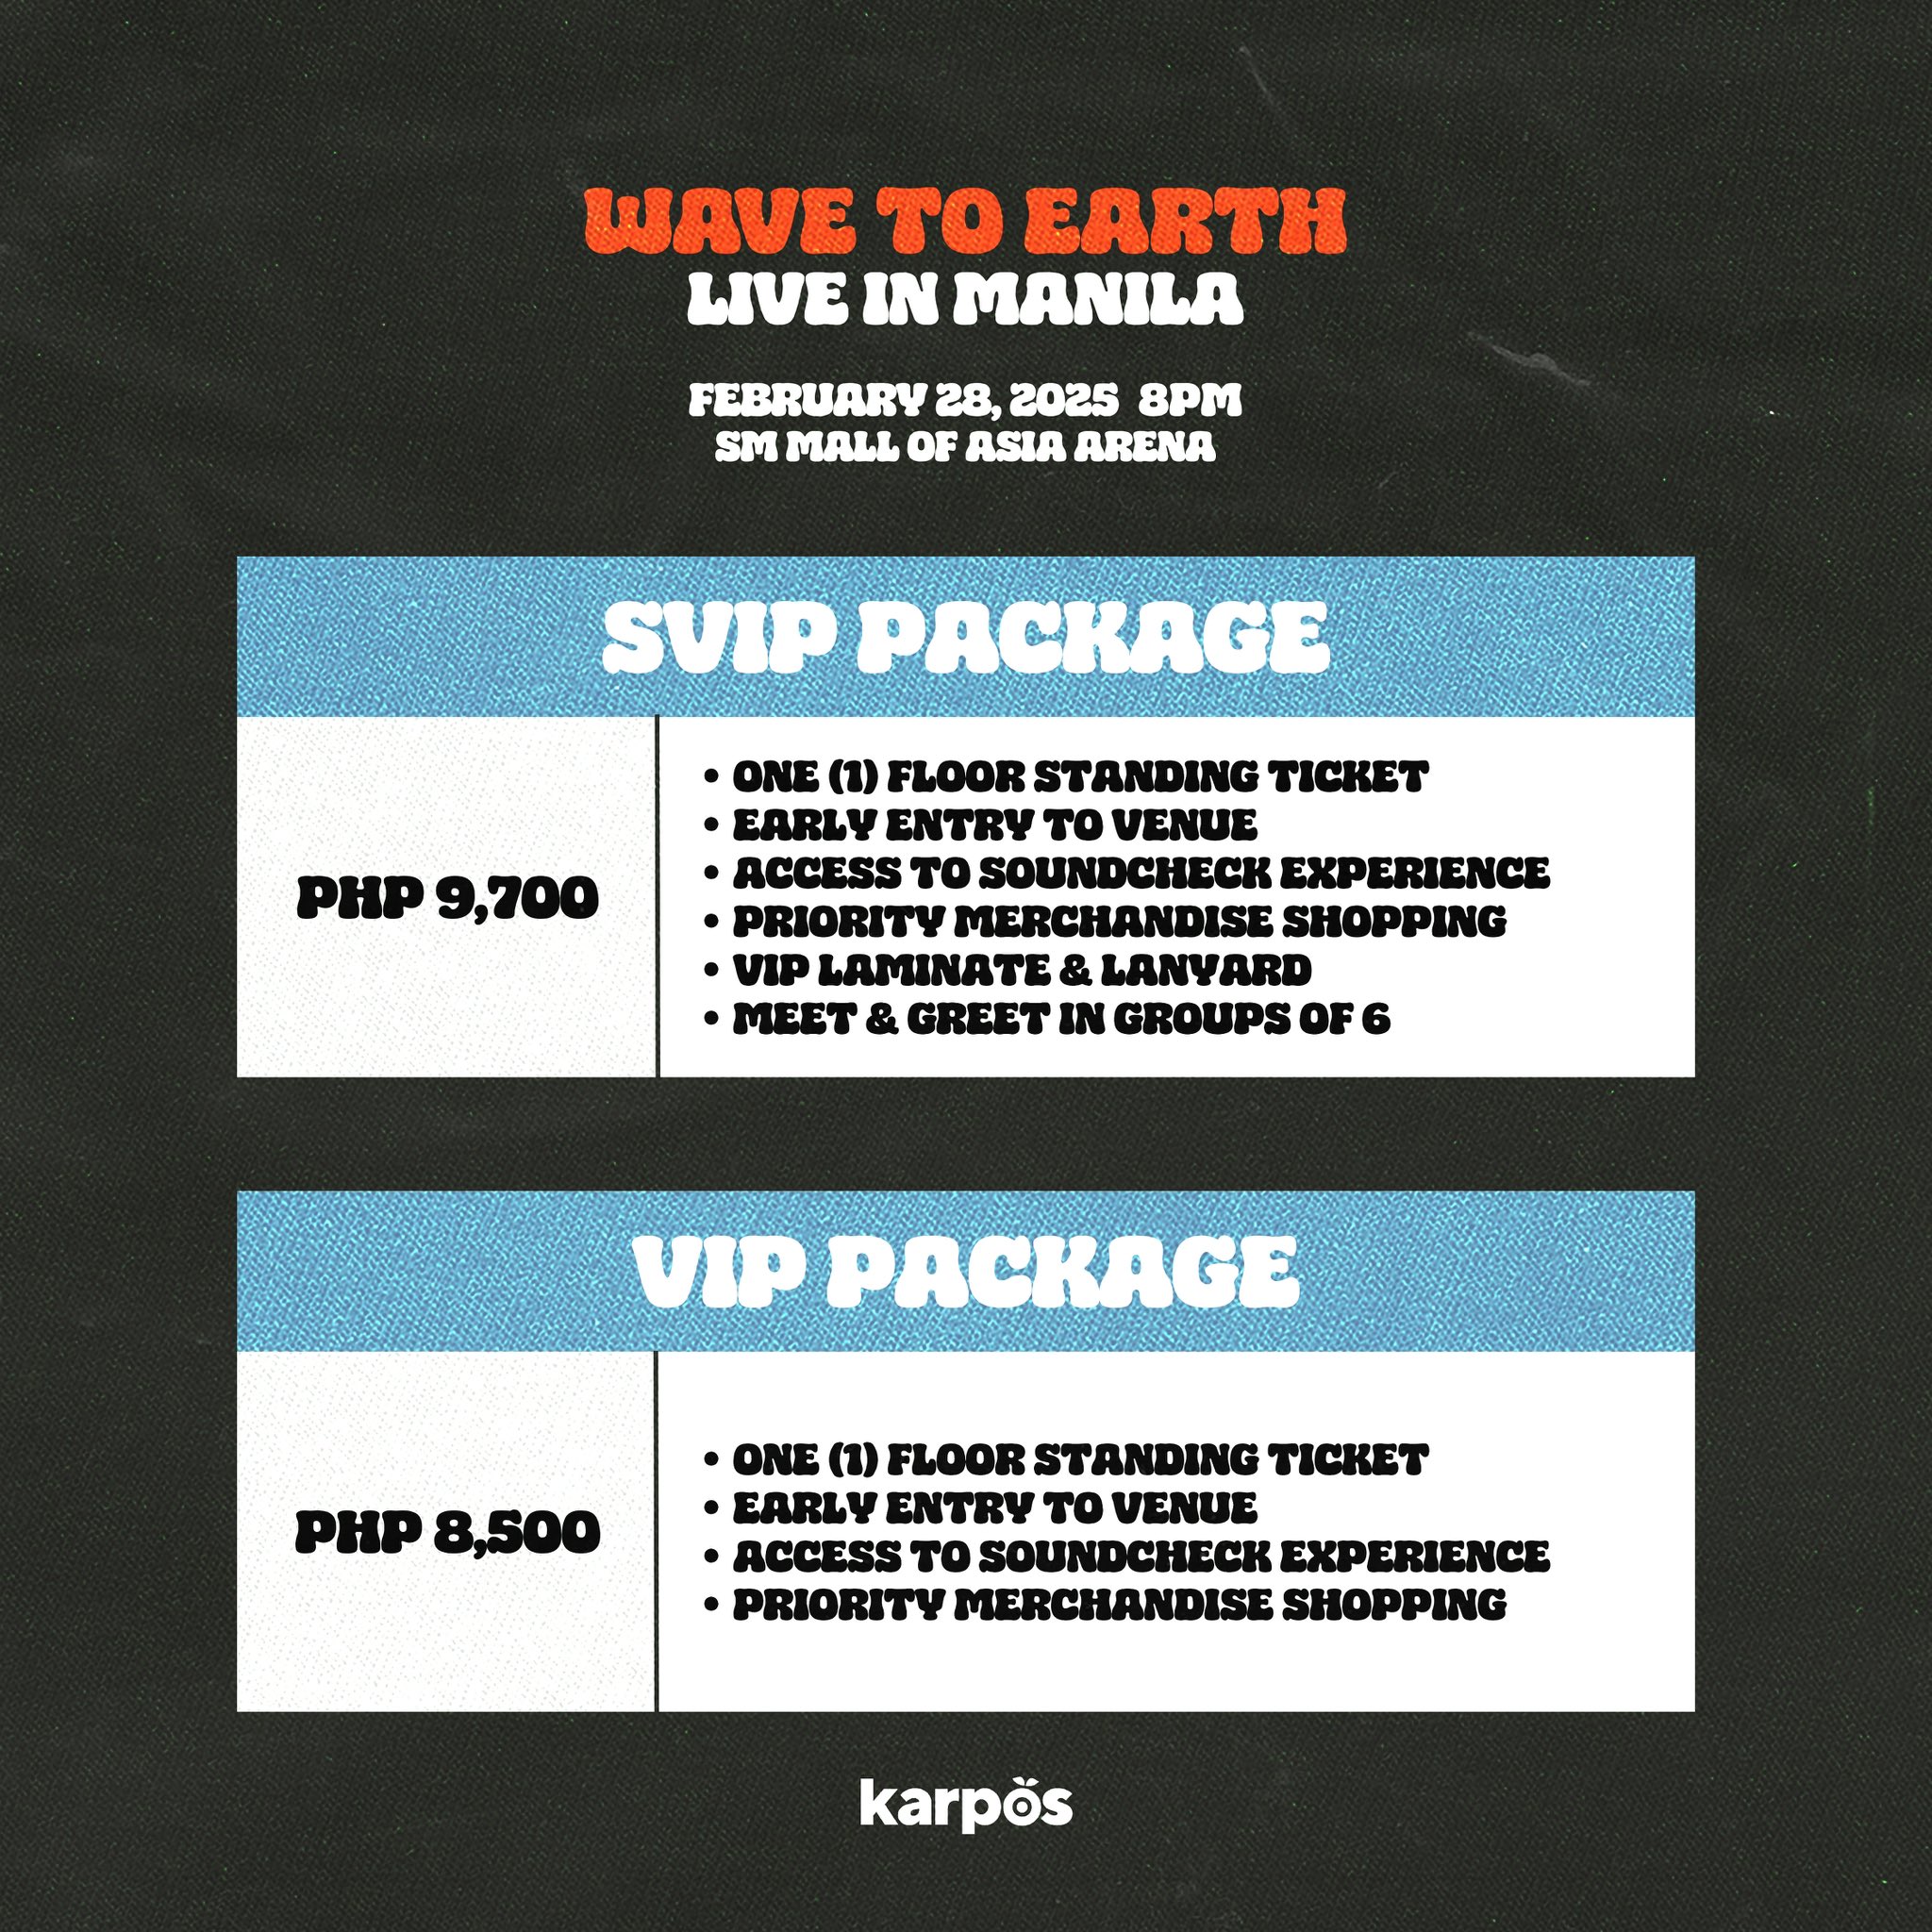 WAVE TO EARTH
LIVE IN MANILA
FEBRUARY 28, 2025 8PM
SM MALL OF ASIA ARENA
SVIP PACKAGE
PHP 9,700
• ONE (1) FLOOR STANDING TICKET
• EARLY ENTRY TO VENUE
• ACCESS TO SOUNDCHECK EXPERIENCE
• PRIORITY MERCHANDISE SHOPPING
• VIP LAMINATE & LANYARD
• MEET & GREET IN GROUPS OF 6
VIP PACKAGE
PHP 8,500
• ONE (1) FLOOR STANDING TICKET
• EARLY ENTRY TO VENUE
• ACCESS TO SOUNDCHECK EXPERIENCE
• PRIORITY MERCHANDISE SHOPPING
karpos